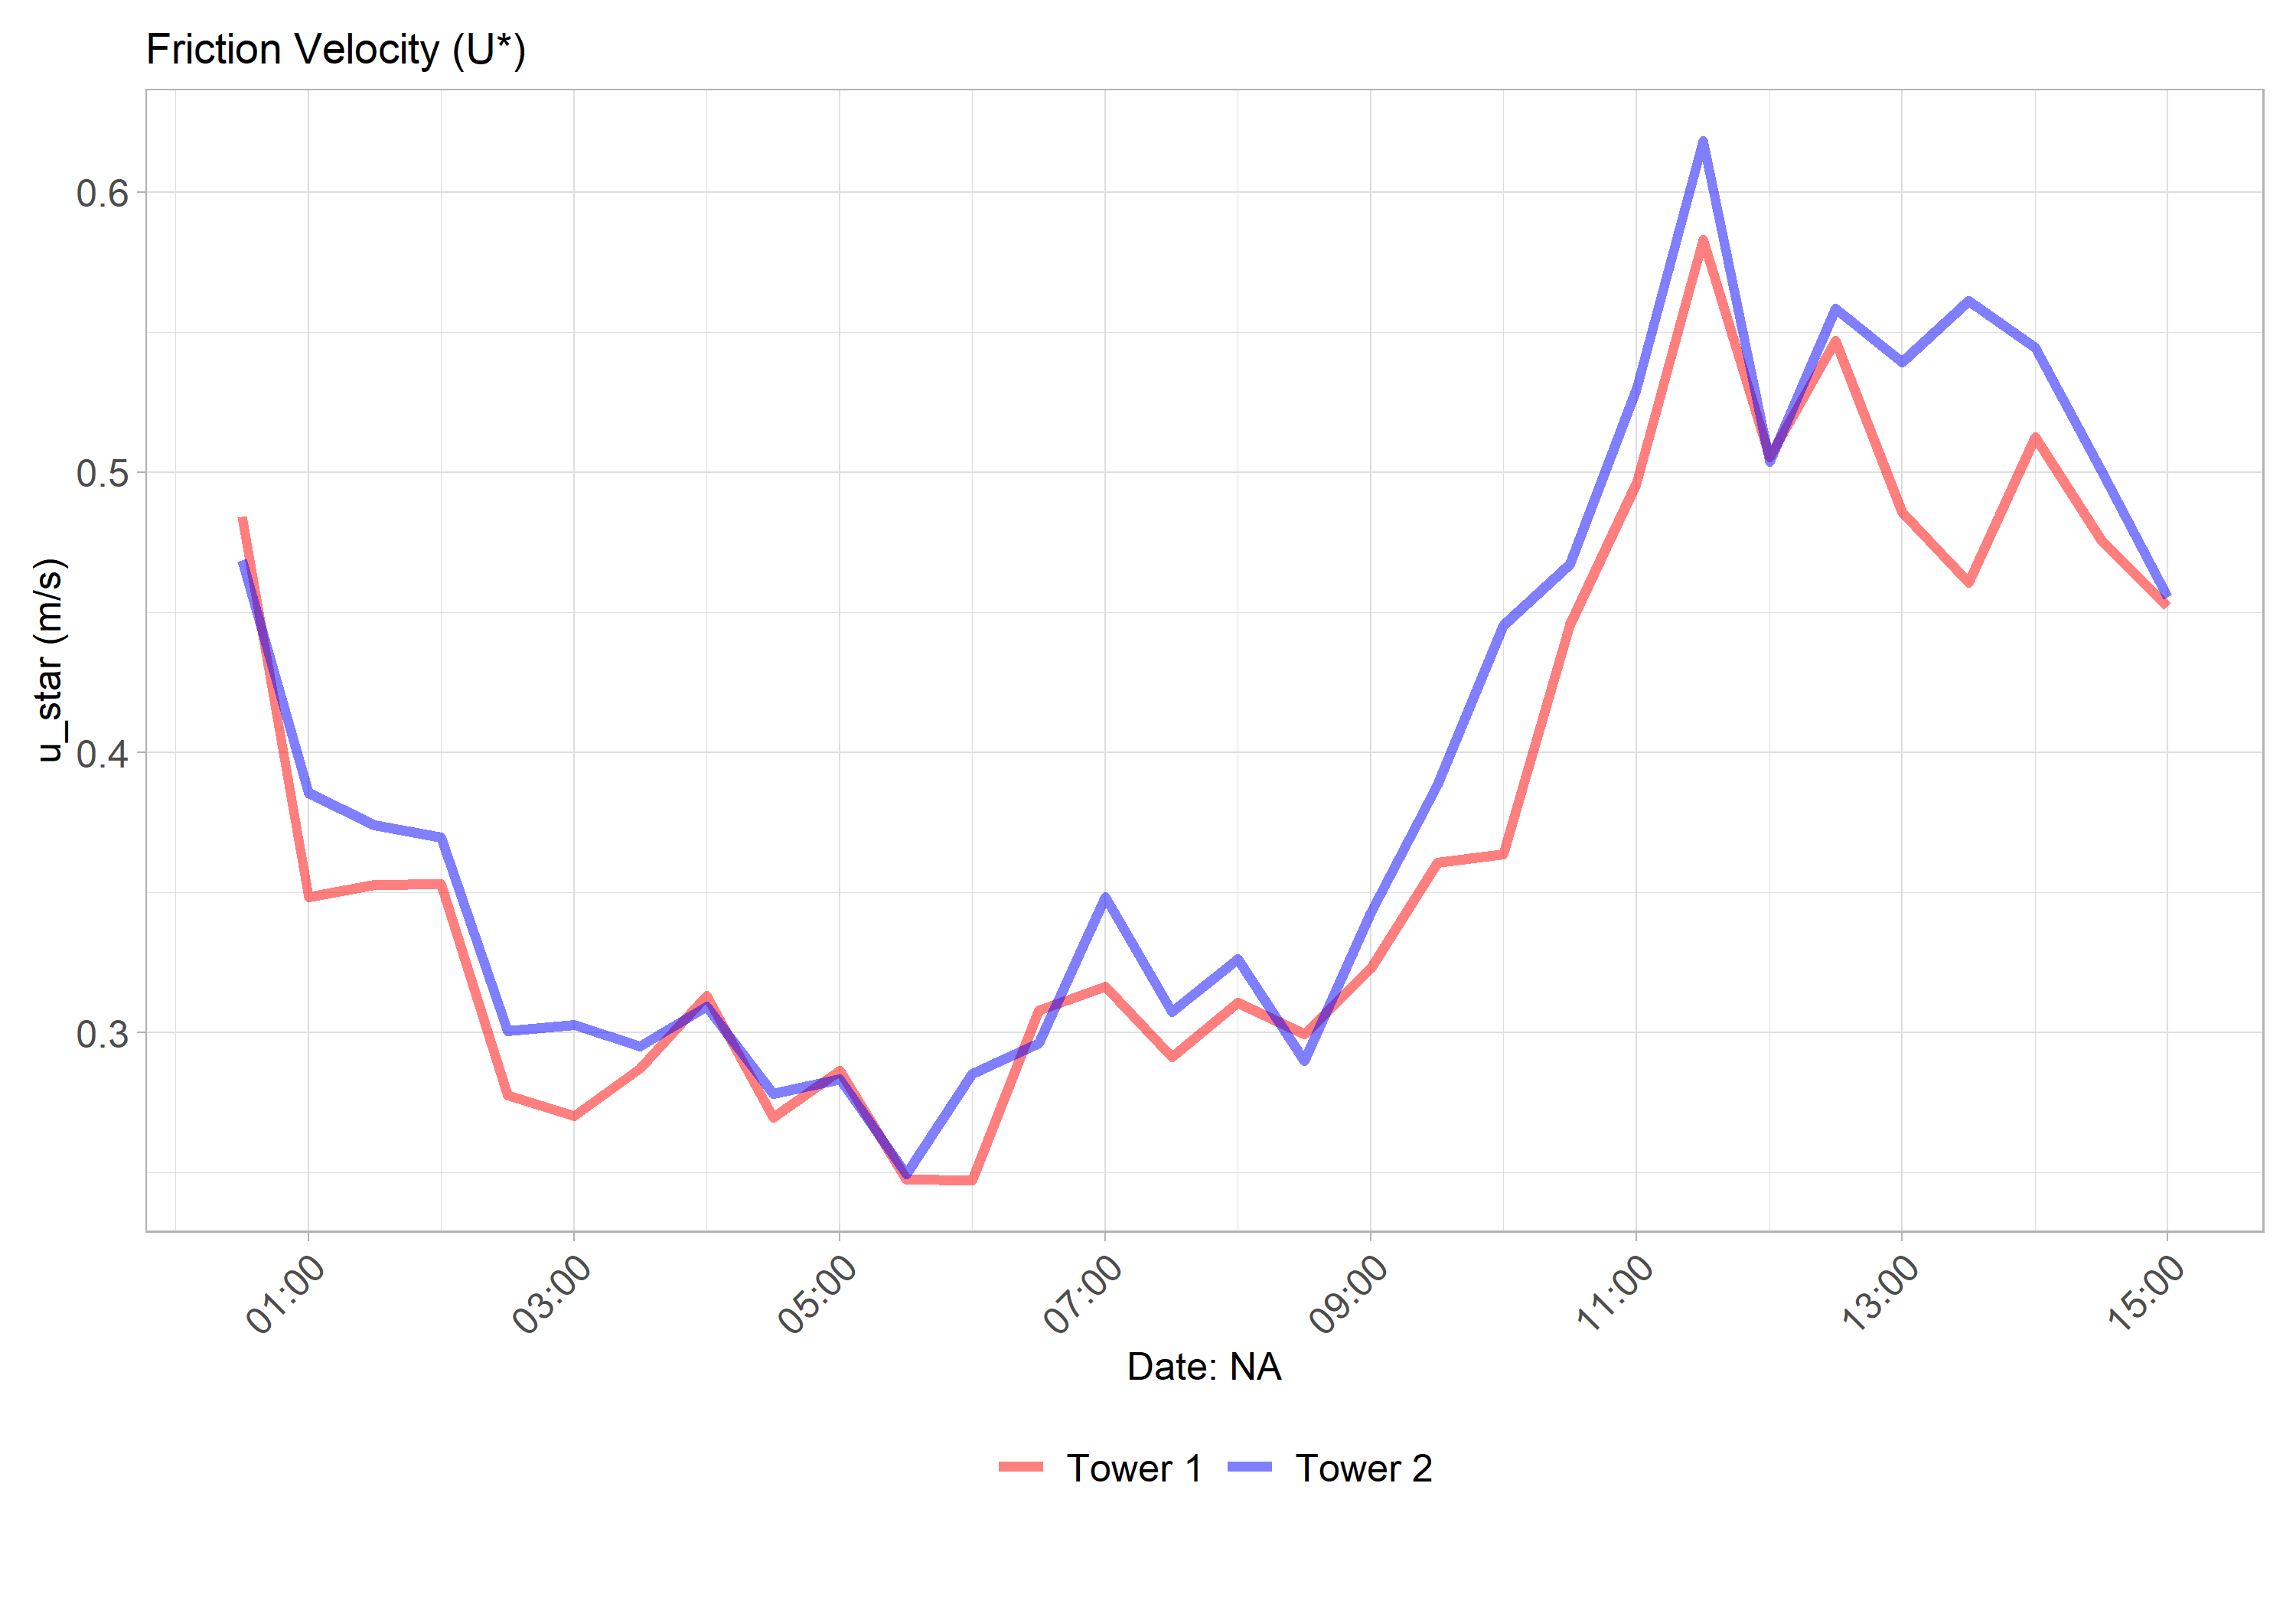 Friction Velocity (U*)
u_star (m/s)
0.6
0.5
0.4
0.3
01:00 03:00 05:00 07:00 09:00 11:00 13:00 15:00
Date: NA
Tower 1 Tower 2